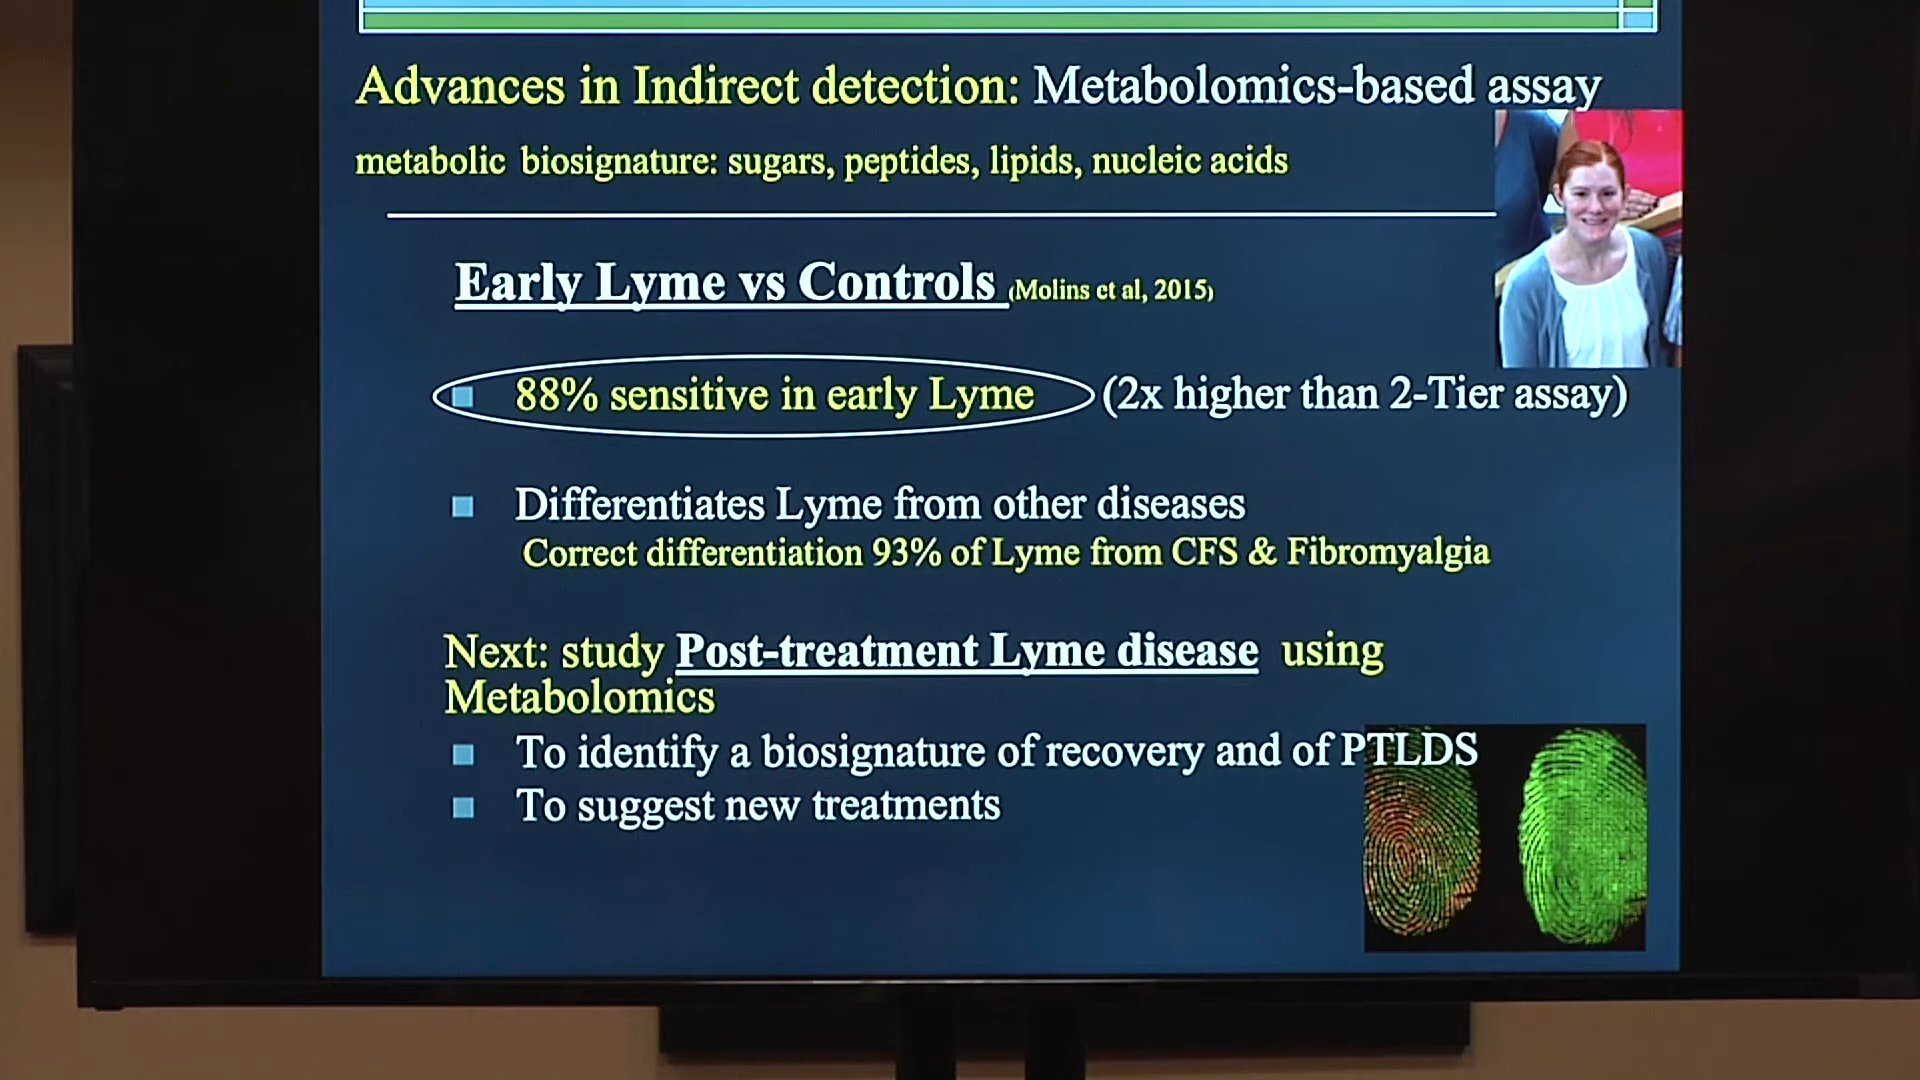 Advances in Indirect detection: Metabolomics-based assay
metabolic biosignature: sugars, peptides, lipids, nucleic acids
Early Lyme vs Controls (Molins et al, 2015)
88% sensitive in early Lyme (2x higher than 2-Tier assay)
Differentiates Lyme from other diseases
Correct differentiation 93% of Lyme from CFS & Fibromyalgia
Next: study Post-treatment Lyme disease using
Metabolomics
To identify a biosignature of recovery and of PTLDS
To suggest new treatments